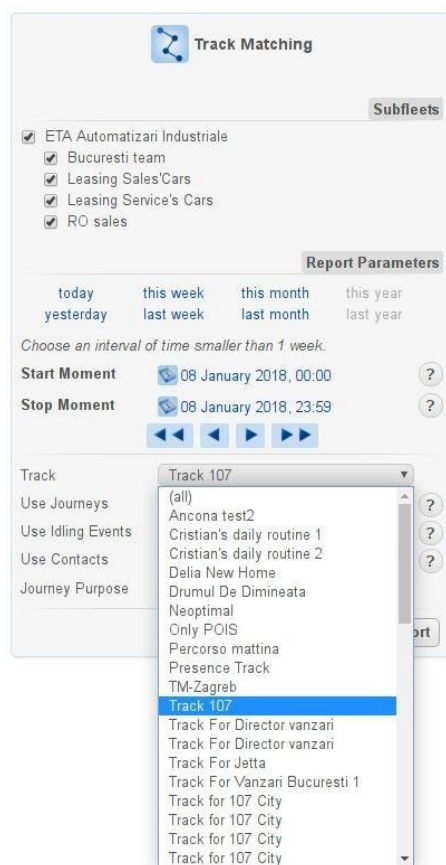 Track Matching
Subfleets
ETA Automatizari Industriale
Bucuresti team
Leasing Sales'Cars
Leasing Service's Cars
RO sales
Report Parameters
today this week this month this year
yesterday last week last month last year
Choose an interval of time smaller than 1 week.
Start Moment 08 January 2018, 00:00 ?
Stop Moment 08 January 2018, 23:59 ?
Track Track 107
Use Journeys ?
Use Idling Events ?
Use Contacts ?
Journey Purpose
(all)
Ancona test2
Cristian's daily routine 1
Cristian's daily routine 2
Delia New Home
Drumul De Dimineata
Neoptimal
Only POIS
Percorso mattina
Presence Track
TM-Zagreb
Track 107
Track For Director vanzari
Track For Director vanzari
Track For Jetta
Track For Vanzari Bucuresti 1
Track for 107 City
Track for 107 City
Track for 107 City
Track for 107 City